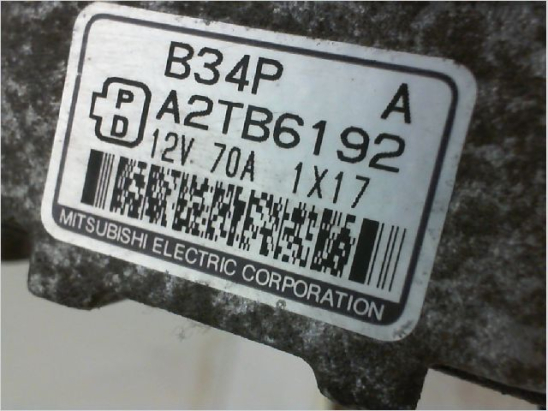 B34P A
PD A2TB6192
12V 70A 1X17
MITSUBISHI ELECTRIC CORPORATION